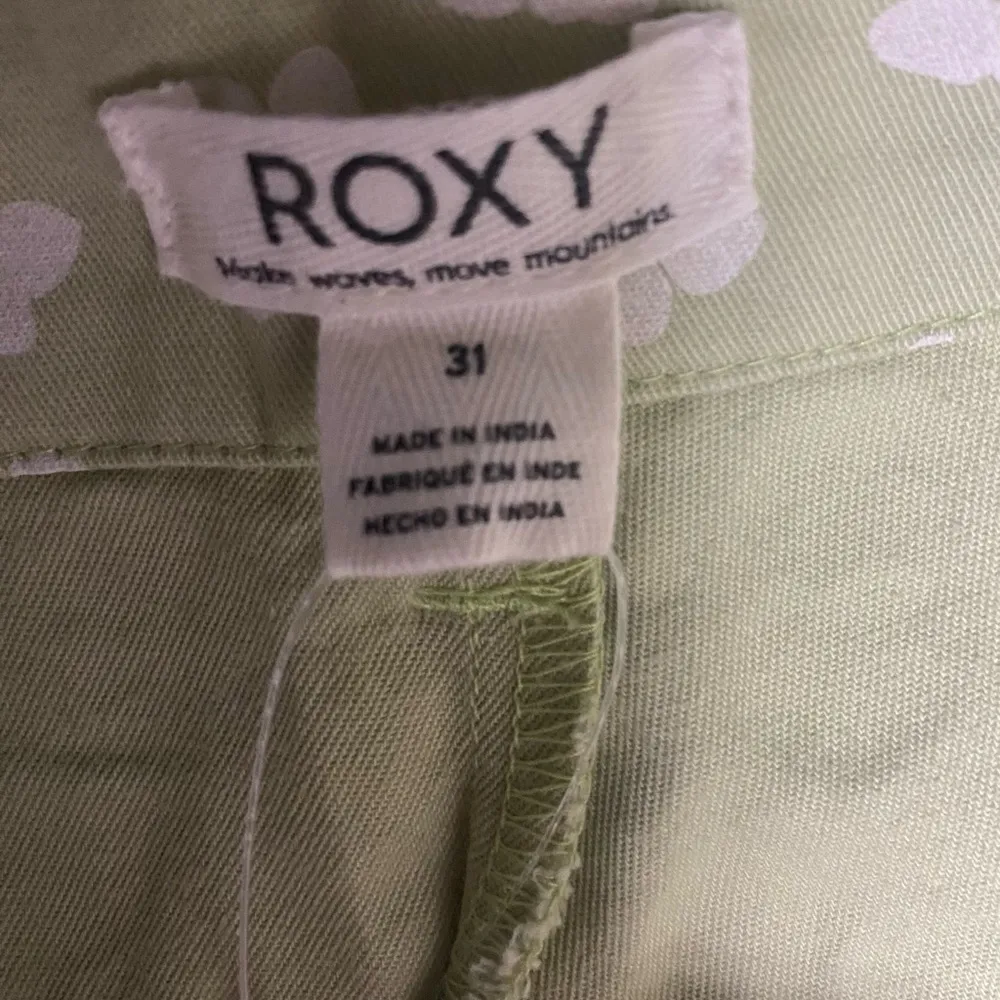 ROXY
Make waves, move mountains.
31
MADE IN INDIA
FABRIQUÉ EN INDE
HECHO EN INDIA